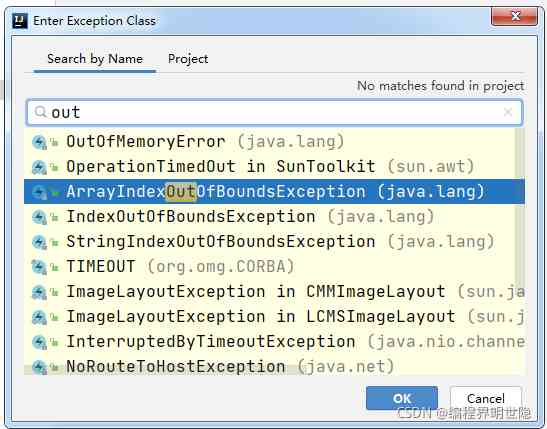 Enter Exception Class
Search by Name Project
No matches found in project
out
OutOfMemoryError (java.lang)
OperationTimedOut in SunToolkit (sun.awt)
ArrayIndexOutOfBoundsException (java.lang)
IndexOutOfBoundsException (java.lang)
StringIndexOutOfBoundsException (java.lang)
TIMEOUT (org.omg.CORBA)
ImageLayoutException in CMMImageLayout (sun.ja
ImageLayoutException in LCMSImageLayout (sun.j
InterruptedByTimeoutException (java.nio.channe
NoRouteToHostException (java.net)
OK Cancel
CSDN @编程界明世隐